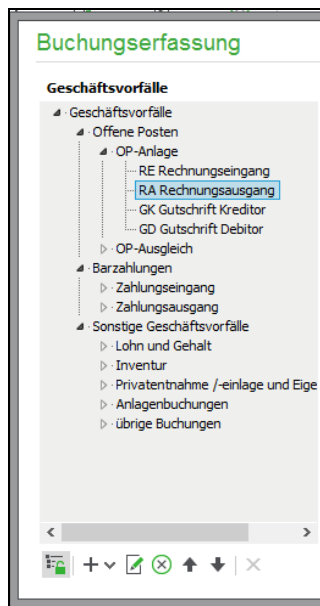 Buchungserfassung
Geschäftsvorfälle
Geschäftsvorfälle
Offene Posten
OP-Anlage
RE Rechnungseingang
RA Rechnungsausgang
GK Gutschrift Kreditor
GD Gutschrift Debitor
OP-Ausgleich
Barzahlungen
Zahlungseingang
Zahlungsausgang
Sonstige Geschäftsvorfälle
Lohn und Gehalt
Inventur
Privatentnahme /-einlage und Eige
Anlagenbuchungen
übrige Buchungen